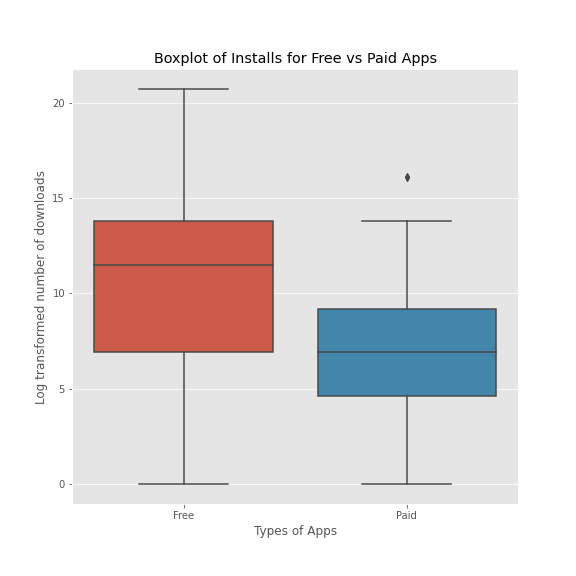 Boxplot of Installs for Free vs Paid Apps
Log transformed number of downloads
20
15
10
5
0
Free Paid
Types of Apps